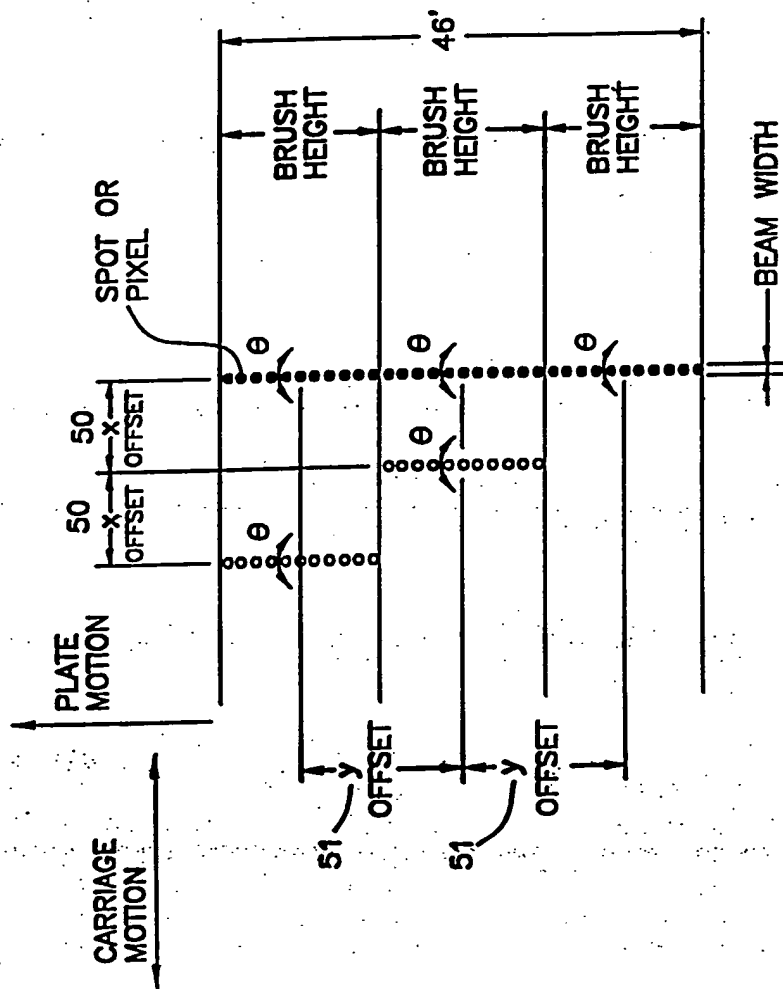 CARRIAGE
MOTION
PLATE
MOTION
50
X
OFFSET
50
X
OFFSET
SPOT OR
PIXEL
θ
θ
θ
θ
θ
BRUSH
HEIGHT
BRUSH
HEIGHT
BRUSH
HEIGHT
46'
51
y
OFFSET
51
y
OFFSET
BEAM WIDTH